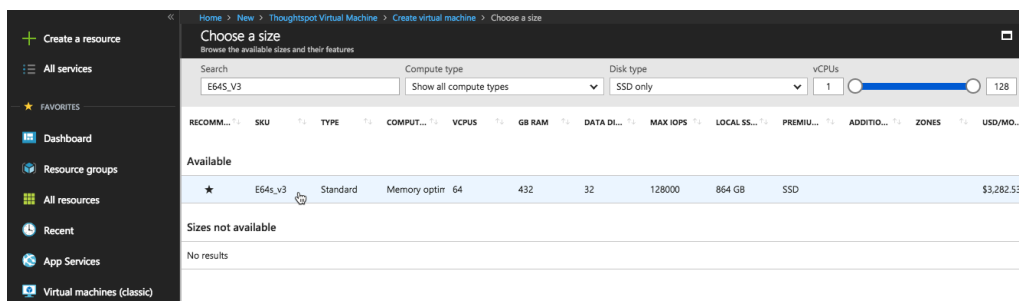 «
Create a resource
All services
FAVORITES
Dashboard
Resource groups
All resources
Recent
App Services
Virtual machines (classic)
Home > New > Thoughtspot Virtual Machine > Create virtual machine > Choose a size
Choose a size
Browse the available sizes and their features
Search Compute type Disk type vCPUs
E64S_V3 Show all compute types SSD only 1 128
RECOMM... SKU TYPE COMPUT... VCPUS GB RAM DATA DI... MAX IOPS LOCAL SS... PREMIU... ADDITIO... ZONES USD/MO...
Available
E64s_v3 Standard Memory optim 64 432 32 128000 864 GB SSD $3,282.53
Sizes not available
No results